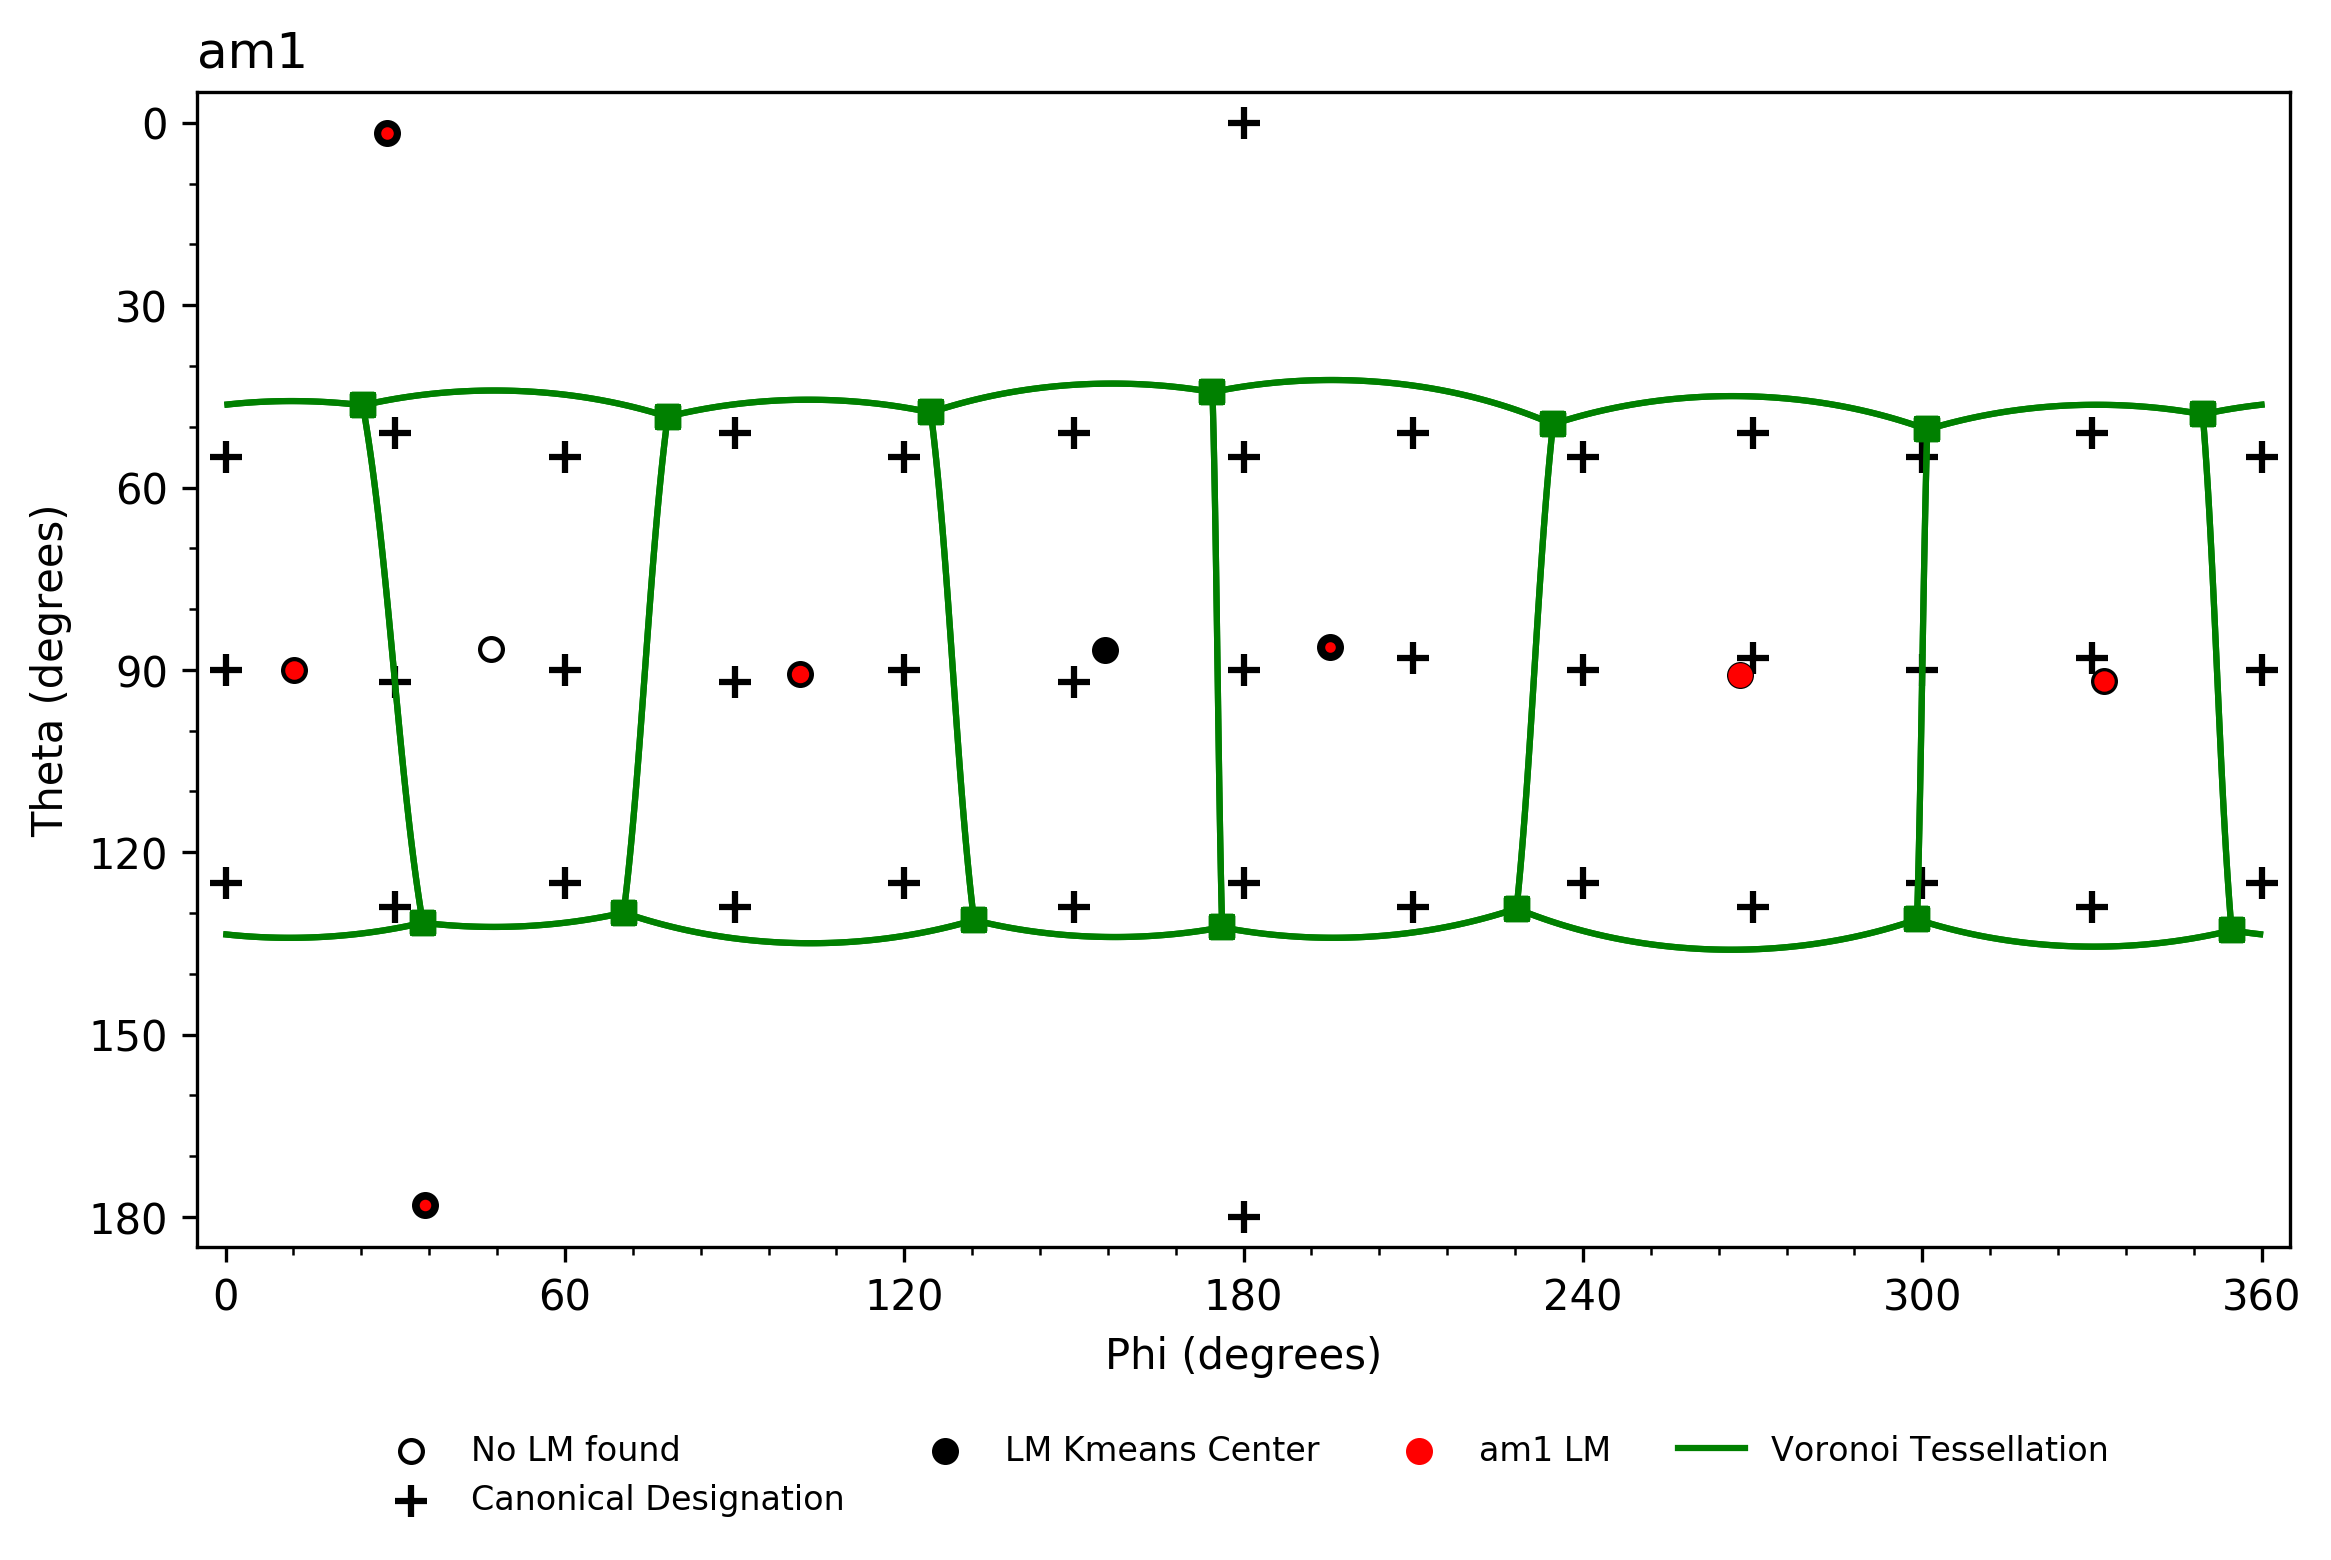 am1
0
30
60
90
120
150
180
Theta (degrees)
0 60 120 180 240 300 360
Phi (degrees)
No LM found LM Kmeans Center am1 LM Voronoi Tessellation
Canonical Designation